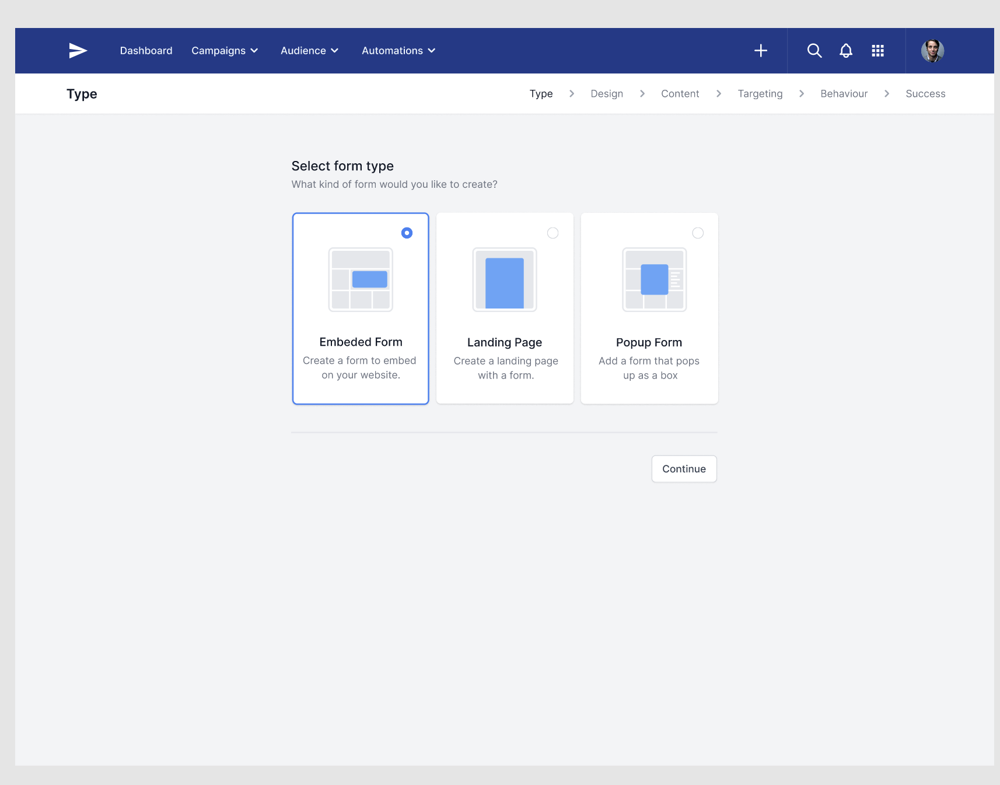 Dashboard Campaigns Audience Automations
Type
Type Design Content Targeting Behaviour Success
Select form type
What kind of form would you like to create?
Embeded Form
Create a form to embed
on your website.
Landing Page
Create a landing page
with a form.
Popup Form
Add a form that pops
up as a box
Continue